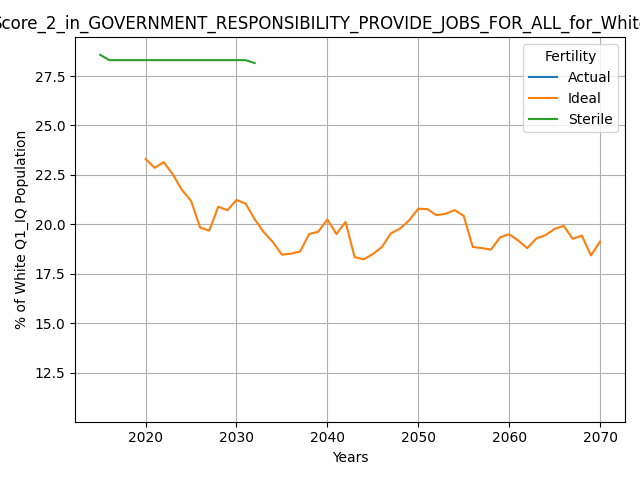 Score_2_in_GOVERNMENT_RESPONSIBILITY_PROVIDE_JOBS_FOR_ALL_for_White
Fertility
Actual
Ideal
Sterile
% of White Q1_IQ Population
27.5
25.0
22.5
20.0
17.5
15.0
12.5
2020 2030 2040 2050 2060 2070
Years